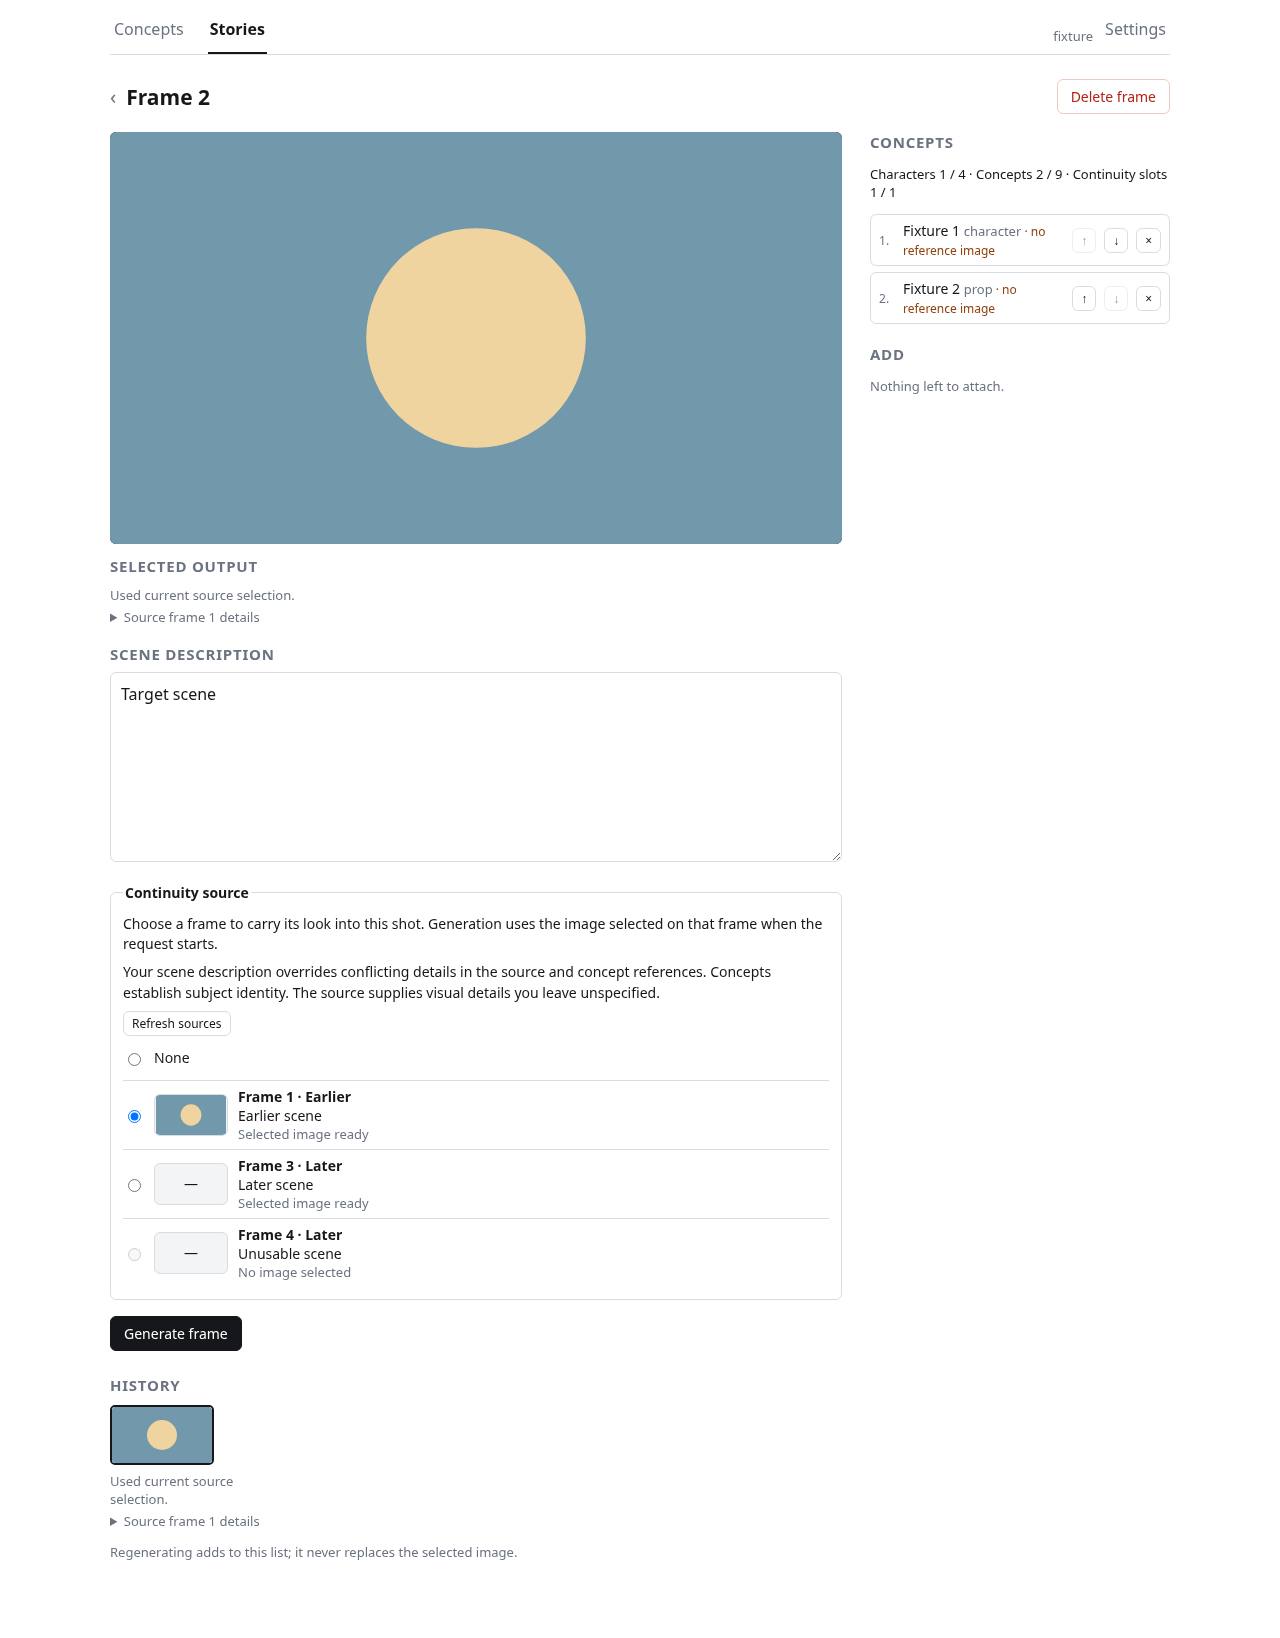 Concepts
Stories
fixture
Settings
‹ Frame 2
Delete frame
SELECTED OUTPUT
Used current source selection.
▶ Source frame 1 details
SCENE DESCRIPTION
Target scene
Continuity source
Choose a frame to carry its look into this shot. Generation uses the image selected on that frame when the
request starts.
Your scene description overrides conflicting details in the source and concept references. Concepts
establish subject identity. The source supplies visual details you leave unspecified.
Refresh sources
None
Frame 1 · Earlier
Earlier scene
Selected image ready
—
Frame 3 · Later
Later scene
Selected image ready
—
Frame 4 · Later
Unusable scene
No image selected
Generate frame
HISTORY
Used current source
selection.
▶ Source frame 1 details
Regenerating adds to this list; it never replaces the selected image.
CONCEPTS
Characters 1 / 4 · Concepts 2 / 9 · Continuity slots
1 / 1
1. Fixture 1 character · no
reference image
↑ ↓ ×
2. Fixture 2 prop · no
reference image
↑ ↓ ×
ADD
Nothing left to attach.